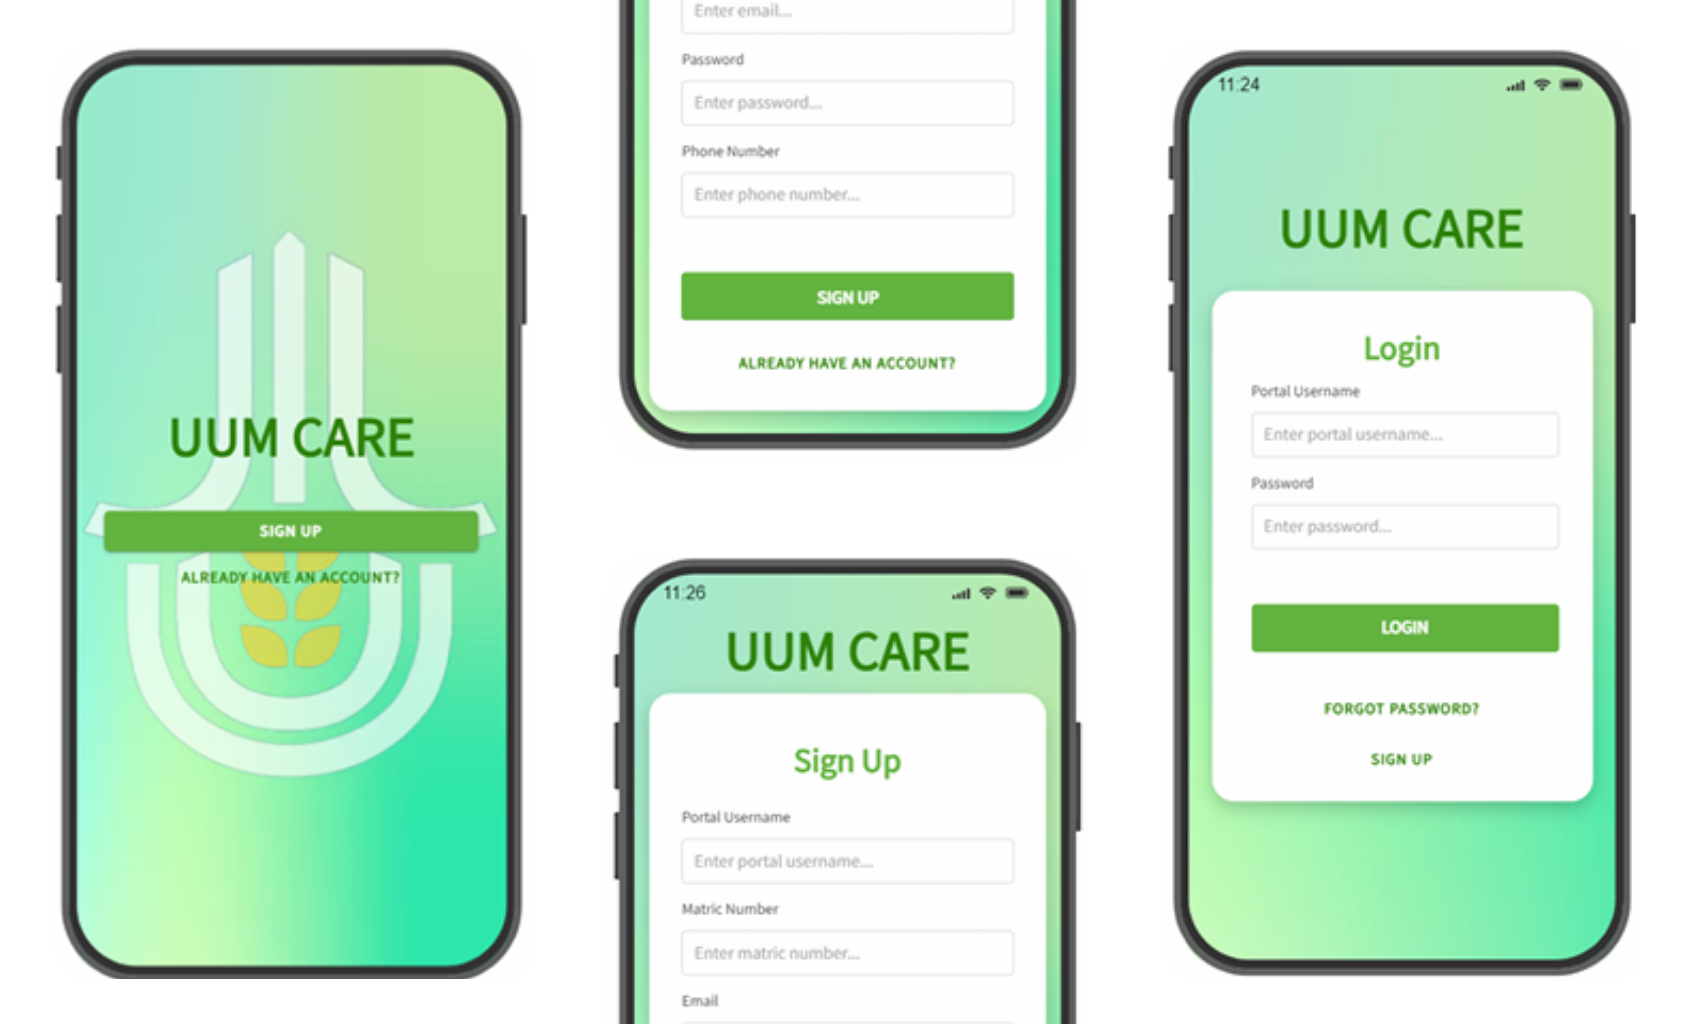 UUM CARE
SIGN UP
ALREADY HAVE AN ACCOUNT?
Enter email...
Password
Enter password...
Phone Number
Enter phone number...
SIGN UP
ALREADY HAVE AN ACCOUNT?
11:26
UUM CARE
Sign Up
Portal Username
Enter portal username...
Matric Number
Enter matric number...
Email
11:24
UUM CARE
Login
Portal Username
Enter portal username...
Password
Enter password...
LOGIN
FORGOT PASSWORD?
SIGN UP